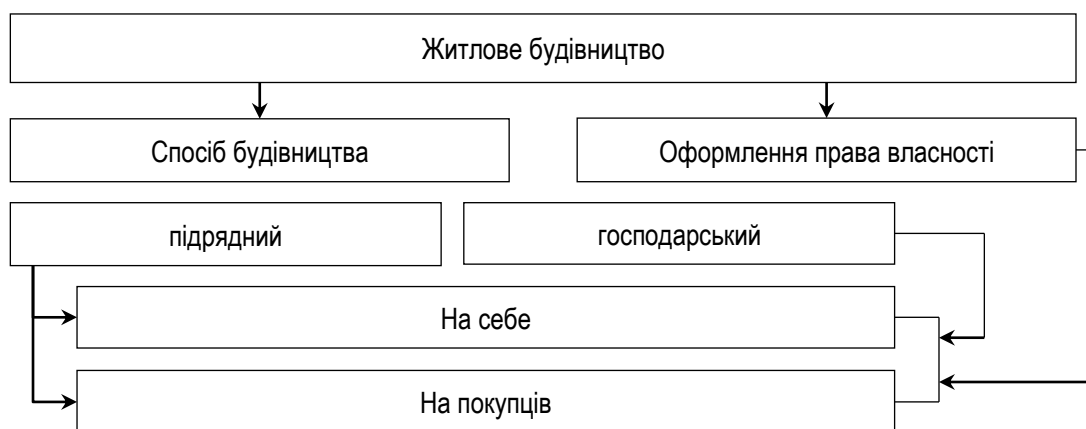 Житлове будівництво
Спосіб будівництва
Оформлення права власності
підрядний
господарський
На себе
На покупців